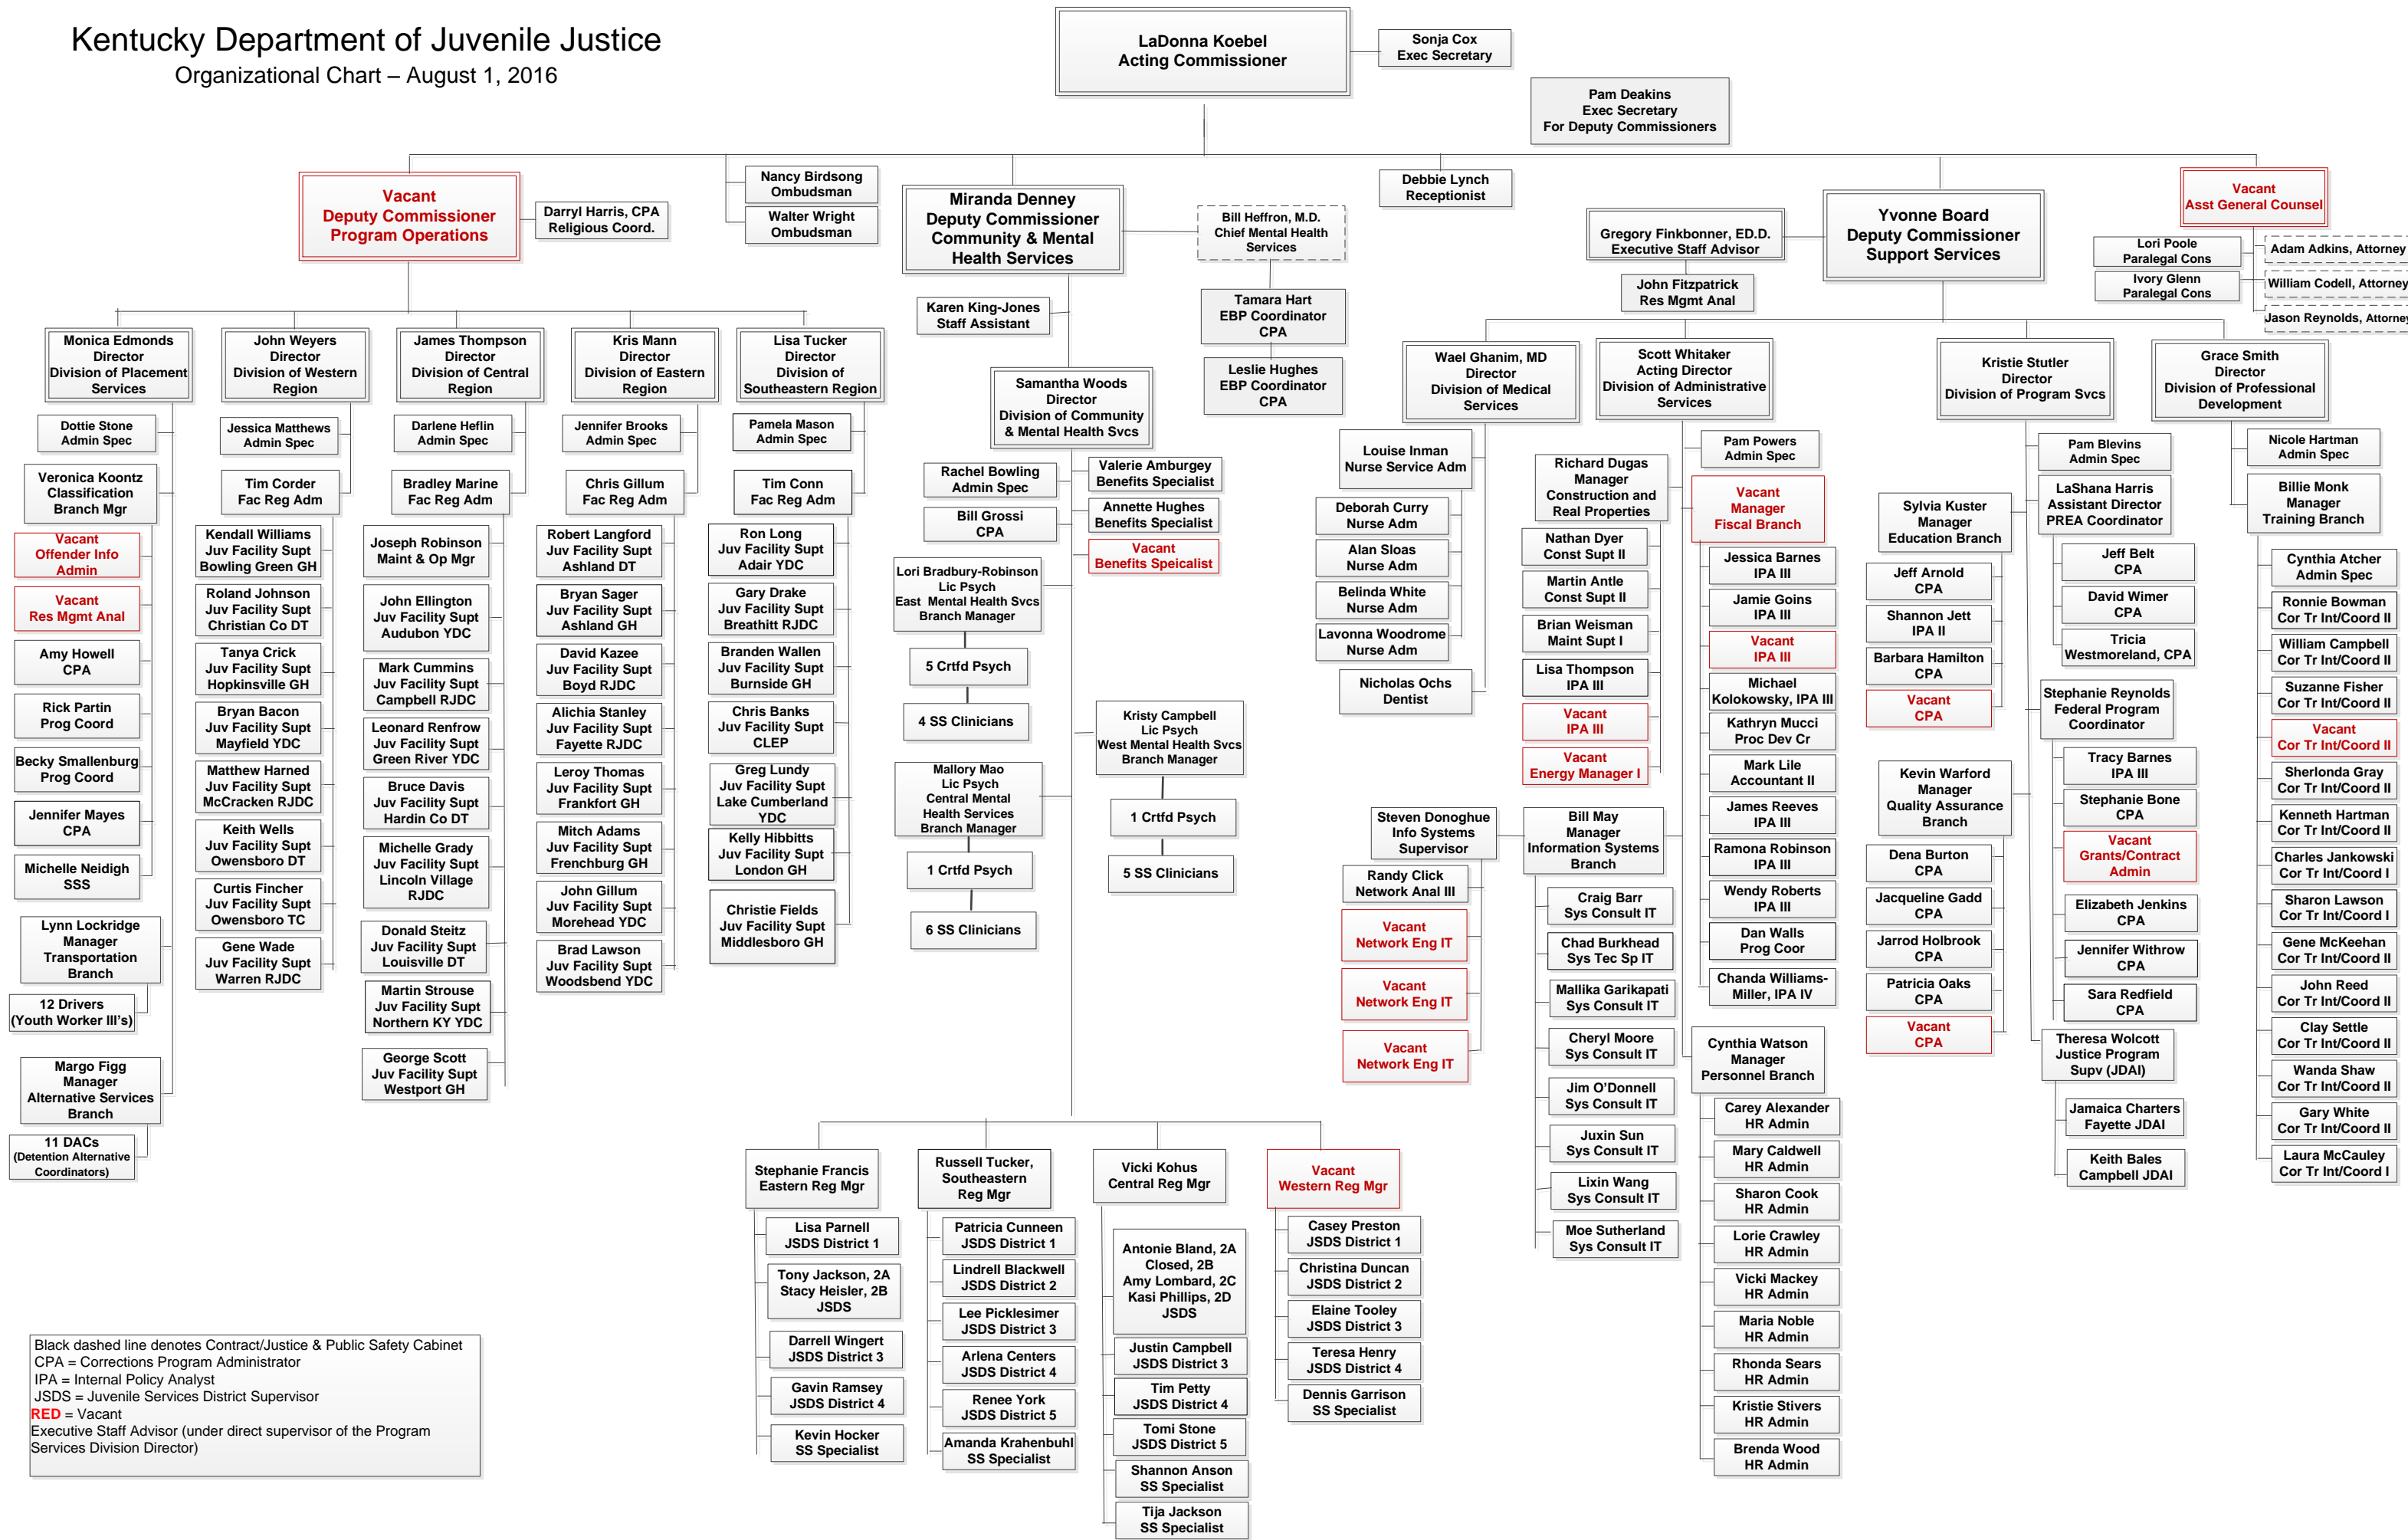 Kentucky Department of Juvenile Justice
Organizational Chart – August 1, 2016
LaDonna Koebel
Acting Commissioner
Sonja Cox
Exec Secretary
Pam Deakins
Exec Secretary
For Deputy Commissioners
Vacant
Deputy Commissioner
Program Operations
Darryl Harris, CPA
Religious Coord.
Nancy Birdsong
Ombudsman
Walter Wright
Ombudsman
Miranda Denney
Deputy Commissioner
Community & Mental
Health Services
Bill Heffron, M.D.
Chief Mental Health
Services
Tamara Hart
EBP Coordinator
CPA
Leslie Hughes
EBP Coordinator
CPA
Karen King-Jones
Staff Assistant
Debbie Lynch
Receptionist
Gregory Finkbonner, ED.D.
Executive Staff Advisor
John Fitzpatrick
Res Mgmt Anal
Yvonne Board
Deputy Commissioner
Support Services
Vacant
Asst General Counsel
Lori Poole
Paralegal Cons
Ivory Glenn
Paralegal Cons
Adam Adkins, Attorney
William Codell, Attorney
Jason Reynolds, Attorney
Monica Edmonds
Director
Division of Placement
Services
Dottie Stone
Admin Spec
Veronica Koontz
Classification
Branch Mgr
Vacant
Offender Info
Admin
Vacant
Res Mgmt Anal
Amy Howell
CPA
Rick Partin
Prog Coord
Becky Smallenburg
Prog Coord
Jennifer Mayes
CPA
Michelle Neidigh
SSS
Lynn Lockridge
Manager
Transportation
Branch
12 Drivers
(Youth Worker III's)
Margo Figg
Manager
Alternative Services
Branch
11 DACs
(Detention Alternative
Coordinators)
John Weyers
Director
Division of Western
Region
Jessica Matthews
Admin Spec
Tim Corder
Fac Reg Adm
Kendall Williams
Juv Facility Supt
Bowling Green GH
Roland Johnson
Juv Facility Supt
Christian Co DT
Tanya Crick
Juv Facility Supt
Hopkinsville GH
Bryan Bacon
Juv Facility Supt
Mayfield YDC
Matthew Harned
Juv Facility Supt
McCracken RJDC
Keith Wells
Juv Facility Supt
Owensboro DT
Curtis Fincher
Juv Facility Supt
Owensboro TC
Gene Wade
Juv Facility Supt
Warren RJDC
James Thompson
Director
Division of Central
Region
Darlene Heflin
Admin Spec
Bradley Marine
Fac Reg Adm
Joseph Robinson
Maint & Op Mgr
John Ellington
Juv Facility Supt
Audubon YDC
Mark Cummins
Juv Facility Supt
Campbell RJDC
Leonard Renfrow
Juv Facility Supt
Green River YDC
Bruce Davis
Juv Facility Supt
Hardin Co DT
Michelle Grady
Juv Facility Supt
Lincoln Village
RJDC
Donald Steitz
Juv Facility Supt
Louisville DT
Martin Strouse
Juv Facility Supt
Northern KY YDC
George Scott
Juv Facility Supt
Westport GH
Kris Mann
Director
Division of Eastern
Region
Jennifer Brooks
Admin Spec
Chris Gillum
Fac Reg Adm
Robert Langford
Juv Facility Supt
Ashland DT
Bryan Sager
Juv Facility Supt
Ashland GH
David Kazee
Juv Facility Supt
Boyd RJDC
Alichia Stanley
Juv Facility Supt
Fayette RJDC
Leroy Thomas
Juv Facility Supt
Frankfort GH
Mitch Adams
Juv Facility Supt
Frenchburg GH
John Gillum
Juv Facility Supt
Morehead YDC
Brad Lawson
Juv Facility Supt
Woodsbend YDC
Lisa Tucker
Director
Division of
Southeastern Region
Pamela Mason
Admin Spec
Tim Conn
Fac Reg Adm
Ron Long
Juv Facility Supt
Adair YDC
Gary Drake
Juv Facility Supt
Breathitt RJDC
Branden Wallen
Juv Facility Supt
Burnside GH
Chris Banks
Juv Facility Supt
CLEP
Greg Lundy
Juv Facility Supt
Lake Cumberland
YDC
Kelly Hibbitts
Juv Facility Supt
London GH
Christie Fields
Juv Facility Supt
Middlesboro GH
Samantha Woods
Director
Division of Community
& Mental Health Svcs
Rachel Bowling
Admin Spec
Bill Grossi
CPA
Valerie Amburgey
Benefits Specialist
Annette Hughes
Benefits Specialist
Vacant
Benefits Speicalist
Lori Bradbury-Robinson
Lic Psych
East Mental Health Svcs
Branch Manager
5 Crtfd Psych
4 SS Clinicians
Kristy Campbell
Lic Psych
West Mental Health Svcs
Branch Manager
1 Crtfd Psych
5 SS Clinicians
Mallory Mao
Lic Psych
Central Mental
Health Services
Branch Manager
1 Crtfd Psych
6 SS Clinicians
Stephanie Francis
Eastern Reg Mgr
Lisa Parnell
JSDS District 1
Tony Jackson, 2A
Stacy Heisler, 2B
JSDS
Darrell Wingert
JSDS District 3
Gavin Ramsey
JSDS District 4
Kevin Hocker
SS Specialist
Russell Tucker,
Southeastern
Reg Mgr
Patricia Cunneen
JSDS District 1
Lindrell Blackwell
JSDS District 2
Lee Picklesimer
JSDS District 3
Arlena Centers
JSDS District 4
Renee York
JSDS District 5
Amanda Krahenbuhl
SS Specialist
Vicki Kohus
Central Reg Mgr
Antonie Bland, 2A
Closed, 2B
Amy Lombard, 2C
Kasi Phillips, 2D
JSDS
Justin Campbell
JSDS District 3
Tim Petty
JSDS District 4
Tomi Stone
JSDS District 5
Shannon Anson
SS Specialist
Tija Jackson
SS Specialist
Vacant
Western Reg Mgr
Casey Preston
JSDS District 1
Christina Duncan
JSDS District 2
Elaine Tooley
JSDS District 3
Teresa Henry
JSDS District 4
Dennis Garrison
SS Specialist
Wael Ghanim, MD
Director
Division of Medical
Services
Louise Inman
Nurse Service Adm
Deborah Curry
Nurse Adm
Alan Sloas
Nurse Adm
Belinda White
Nurse Adm
Lavonna Woodrome
Nurse Adm
Nicholas Ochs
Dentist
Scott Whitaker
Acting Director
Division of Administrative
Services
Pam Powers
Admin Spec
Richard Dugas
Manager
Construction and
Real Properties
Nathan Dyer
Const Supt II
Martin Antle
Const Supt II
Brian Weisman
Maint Supt I
Lisa Thompson
IPA III
Vacant
IPA III
Vacant
Energy Manager I
Vacant
Manager
Fiscal Branch
Jessica Barnes
IPA III
Jamie Goins
IPA III
Vacant
IPA III
Michael
Kolokowsky, IPA III
Kathryn Mucci
Proc Dev Cr
Mark Lile
Accountant II
James Reeves
IPA III
Ramona Robinson
IPA III
Wendy Roberts
IPA III
Dan Walls
Prog Coor
Chanda Williams-
Miller, IPA IV
Steven Donoghue
Info Systems
Supervisor
Randy Click
Network Anal III
Vacant
Network Eng IT
Vacant
Network Eng IT
Vacant
Network Eng IT
Bill May
Manager
Information Systems
Branch
Craig Barr
Sys Consult IT
Chad Burkhead
Sys Tec Sp IT
Mallika Garikapati
Sys Consult IT
Cheryl Moore
Sys Consult IT
Jim O'Donnell
Sys Consult IT
Juxin Sun
Sys Consult IT
Lixin Wang
Sys Consult IT
Moe Sutherland
Sys Consult IT
Cynthia Watson
Manager
Personnel Branch
Carey Alexander
HR Admin
Mary Caldwell
HR Admin
Sharon Cook
HR Admin
Lorie Crawley
HR Admin
Vicki Mackey
HR Admin
Maria Noble
HR Admin
Rhonda Sears
HR Admin
Kristie Stivers
HR Admin
Brenda Wood
HR Admin
Kristie Stutler
Director
Division of Program Svcs
Pam Blevins
Admin Spec
LaShana Harris
Assistant Director
PREA Coordinator
Jeff Belt
CPA
David Wimer
CPA
Tricia
Westmoreland, CPA
Sylvia Kuster
Manager
Education Branch
Jeff Arnold
CPA
Shannon Jett
IPA II
Barbara Hamilton
CPA
Vacant
CPA
Stephanie Reynolds
Federal Program
Coordinator
Tracy Barnes
IPA III
Stephanie Bone
CPA
Vacant
Grants/Contract
Admin
Elizabeth Jenkins
CPA
Jennifer Withrow
CPA
Sara Redfield
CPA
Kevin Warford
Manager
Quality Assurance
Branch
Dena Burton
CPA
Jacqueline Gadd
CPA
Jarrod Holbrook
CPA
Patricia Oaks
CPA
Vacant
CPA
Theresa Wolcott
Justice Program
Supv (JDAI)
Jamaica Charters
Fayette JDAI
Keith Bales
Campbell JDAI
Grace Smith
Director
Division of Professional
Development
Nicole Hartman
Admin Spec
Billie Monk
Manager
Training Branch
Cynthia Atcher
Admin Spec
Ronnie Bowman
Cor Tr Int/Coord II
William Campbell
Cor Tr Int/Coord II
Suzanne Fisher
Cor Tr Int/Coord II
Vacant
Cor Tr Int/Coord II
Sherlonda Gray
Cor Tr Int/Coord II
Kenneth Hartman
Cor Tr Int/Coord II
Charles Jankowski
Cor Tr Int/Coord I
Sharon Lawson
Cor Tr Int/Coord I
Gene McKeehan
Cor Tr Int/Coord II
John Reed
Cor Tr Int/Coord II
Clay Settle
Cor Tr Int/Coord II
Wanda Shaw
Cor Tr Int/Coord II
Gary White
Cor Tr Int/Coord II
Laura McCauley
Cor Tr Int/Coord I
Black dashed line denotes Contract/Justice & Public Safety Cabinet
CPA = Corrections Program Administrator
IPA = Internal Policy Analyst
JSDS = Juvenile Services District Supervisor
RED = Vacant
Executive Staff Advisor (under direct supervisor of the Program
Services Division Director)